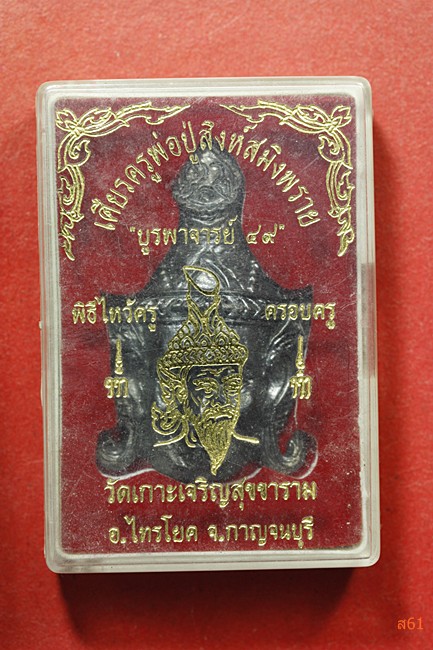 เศียรครูพ่อปู่สิงห์สมิงพราย
"บูรพาจารย์ ๔๙"
พิธีไหว้ครู ครอบครู
วัดเกาะเจริญสุขขาราม
อ.ไทรโยค จ.กาญจนบุรี
ส61